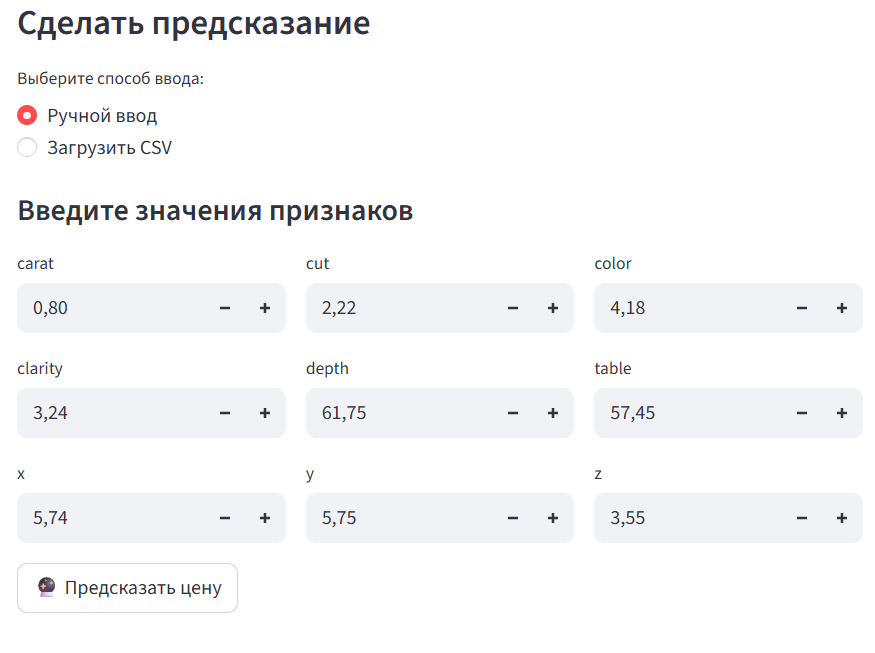 Сделать предсказание
Выберите способ ввода:
Ручной ввод
Загрузить CSV
Введите значения признаков
carat cut color
0,80 − + 2,22 − + 4,18 − +
clarity depth table
3,24 − + 61,75 − + 57,45 − +
x y z
5,74 − + 5,75 − + 3,55 − +
Предсказать цену